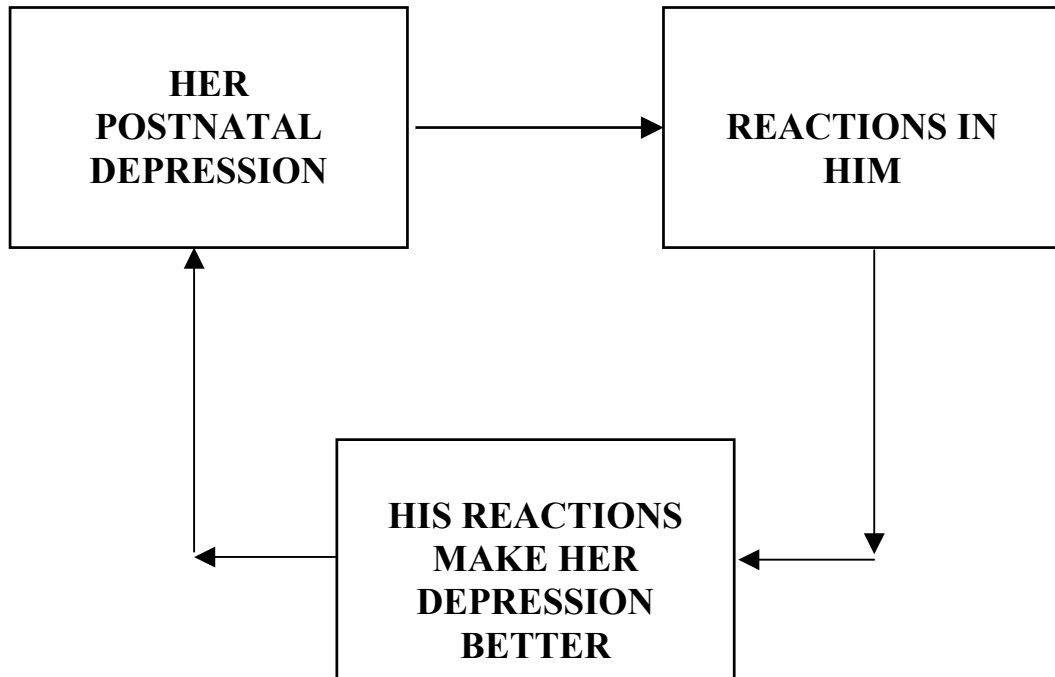 HER
POSTNATAL
DEPRESSION
REACTIONS IN
HIM
HIS REACTIONS
MAKE HER
DEPRESSION
BETTER